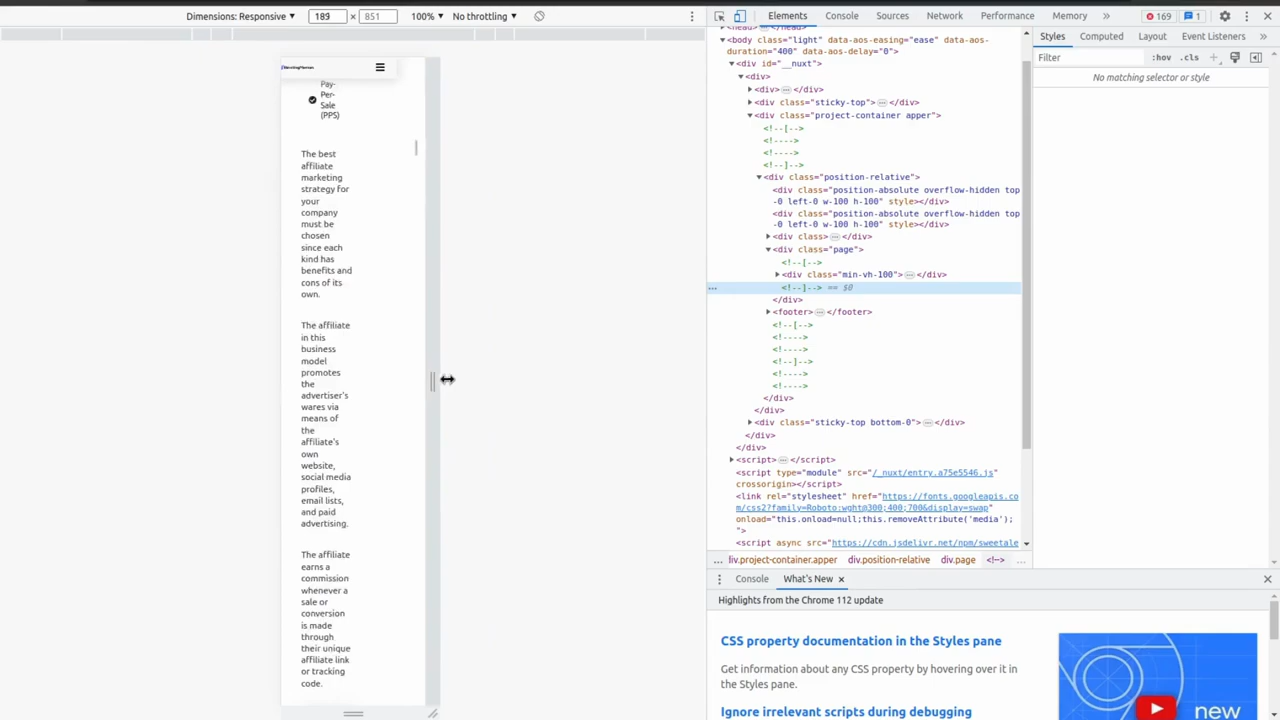 Dimensions: Responsive ▾ 189 × 851 100% ▾ No throttling ▾
Elements Console Sources Network Performance Memory » 169 1
Pay-
Per-
Sale
(PPS)
The best
affiliate
marketing
strategy for
your
company
must be
chosen
since each
kind has
benefits and
cons of its
own.
The affiliate
in this
business
model
promotes
the
advertiser's
wares via
means of
the
affiliate's
own
website,
social media
profiles,
email lists,
and paid
advertising.
The affiliate
earns a
commission
whenever a
sale or
conversion
is made
through
their unique
affiliate link
or tracking
code.
<head>…</head>
<body class="light" data-aos-easing="ease" data-aos-
duration="400" data-aos-delay="0">
<div id="__nuxt">
<div>
<div>…</div>
<div class="sticky-top">…</div>
<div class="project-container apper">
<!--[-->
<!---->
<!---->
<!--]-->
<div class="position-relative">
<div class="position-absolute overflow-hidden top
-0 left-0 w-100 h-100" style></div>
<div class="position-absolute overflow-hidden top
-0 left-0 w-100 h-100" style></div>
<div class>…</div>
<div class="page">
<!--[-->
<div class="min-vh-100">…</div>
… <!--]--> == $0
</div>
<footer>…</footer>
<!--[-->
<!---->
<!---->
<!--]-->
<!---->
<!---->
</div>
</div>
<div class="sticky-top bottom-0">…</div>
</div>
</div>
<script>…</script>
<script type="module" src="/_nuxt/entry.a75e5546.js"
crossorigin></script>
<link rel="stylesheet" href="https://fonts.googleapis.co
m/css2?family=Roboto:wght@300;400;700&display=swap"
onload="this.onload=null;this.removeAttribute('media');
">
<script async src="https://cdn.jsdelivr.net/npm/sweetale
… liv.project-container.apper div.position-relative div.page <!--> …
Styles Computed Layout Event Listeners »
Filter :hov .cls +
No matching selector or style
Console What's New ×
Highlights from the Chrome 112 update
CSS property documentation in the Styles pane
Get information about any CSS property by hovering over it in
the Styles pane.
Ignore irrelevant scripts during debugging
new